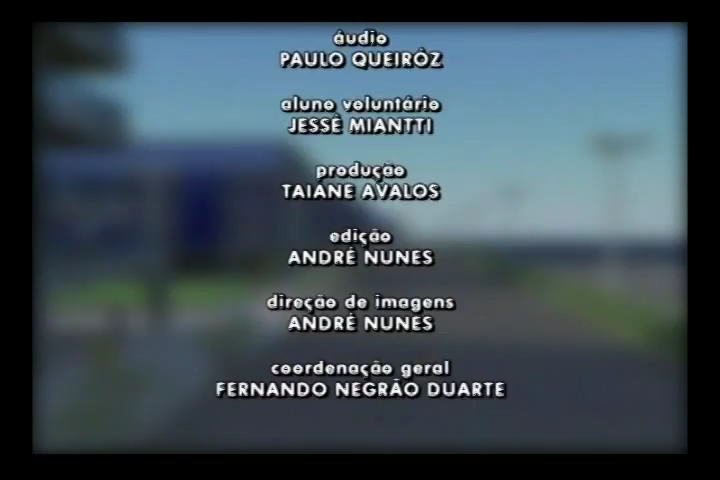 áudio
PAULO QUEIRÓZ
aluno voluntário
JESSÊ MIANTTI
produção
TAIANE AVALOS
edição
ANDRÉ NUNES
direção de imagens
ANDRÉ NUNES
coordenação geral
FERNANDO NEGRÃO DUARTE